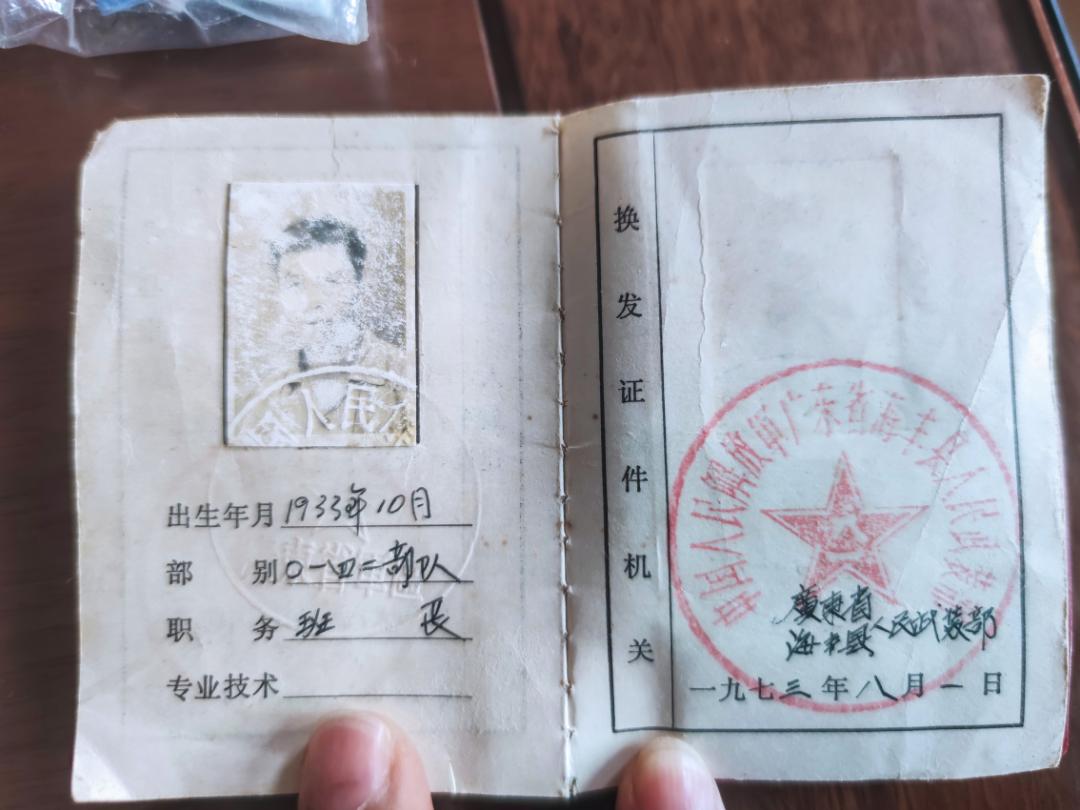 出生年月 1933年10月
部别 0一四二部队
职务 班长
专业技术
换发证件机关
中国人民解放军广东省海丰县人民武装部
廣東省
海丰县人民武装部
一九七三年八月一日